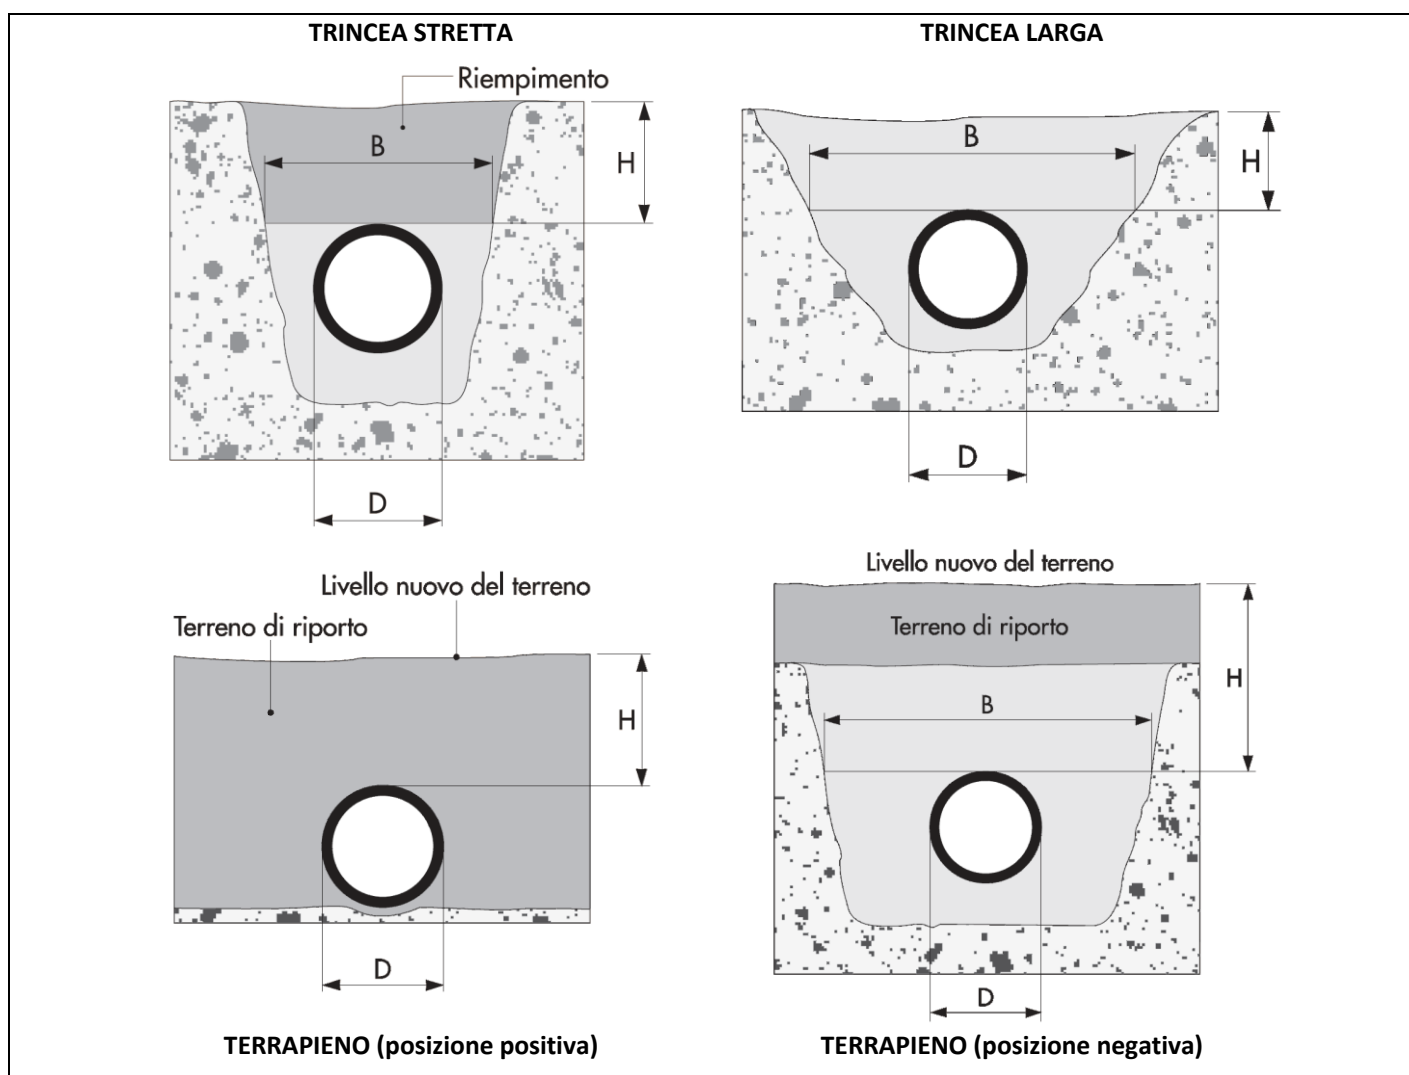 TRINCEA STRETTA
TRINCEA LARGA
Riempimento
B
H
D
B
H
D
Livello nuovo del terreno
Terreno di riporto
H
D
Livello nuovo del terreno
Terreno di riporto
H
B
D
TERRAPIENO (posizione positiva)
TERRAPIENO (posizione negativa)